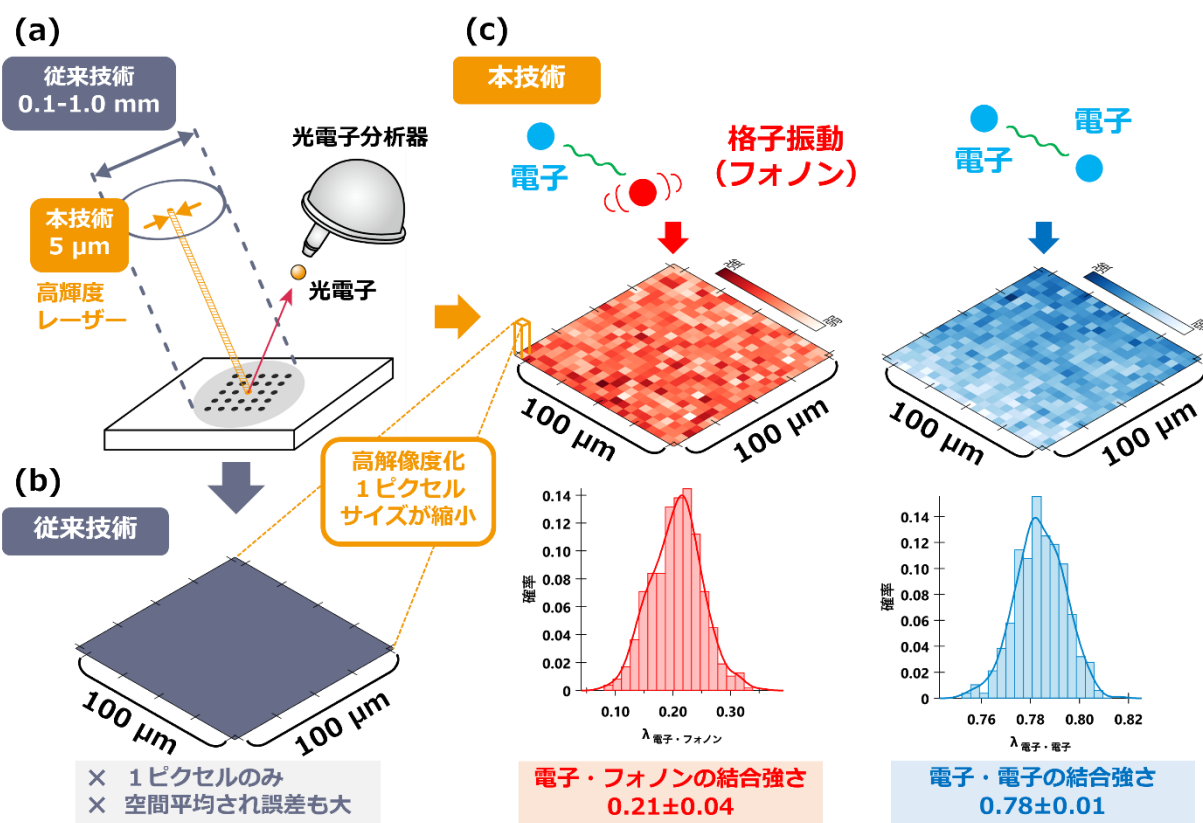 (a)
従来技術
0.1-1.0 mm
本技術
5 μm
高輝度
レーザー
光電子分析器
光電子
(b)
従来技術
高解像度化
1ピクセル
サイズが縮小
100 μm
100 μm
× 1ピクセルのみ
× 空間平均され誤差も大
(c)
本技術
電子
格子振動
(フォノン)
強
弱
100 μm
100 μm
確率
0.14
0.12
0.10
0.08
0.06
0.04
0.02
0
0.10
0.20
0.30
λ 電子・フォノン
電子・フォノンの結合強さ
0.21±0.04
電子
電子
強
弱
100 μm
100 μm
確率
0.14
0.12
0.10
0.08
0.06
0.04
0.02
0
0.76
0.78
0.80
0.82
λ 電子・電子
電子・電子の結合強さ
0.78±0.01